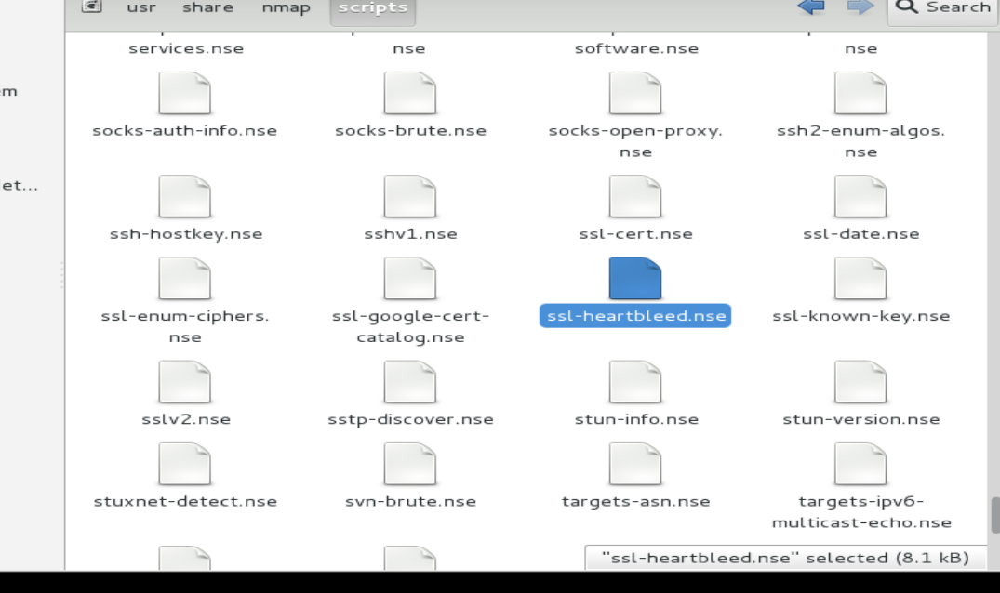 usr share nmap scripts Search
services.nse nse software.nse nse
em
socks-auth-info.nse socks-brute.nse socks-open-proxy. ssh2-enum-algos.
nse nse
et...
ssh-hostkey.nse sshv1.nse ssl-cert.nse ssl-date.nse
ssl-enum-ciphers. ssl-google-cert- ssl-heartbleed.nse ssl-known-key.nse
nse catalog.nse
sslv2.nse sstp-discover.nse stun-info.nse stun-version.nse
stuxnet-detect.nse svn-brute.nse targets-asn.nse targets-ipv6-
multicast-echo.nse
"ssl-heartbleed.nse" selected (8.1 kB)